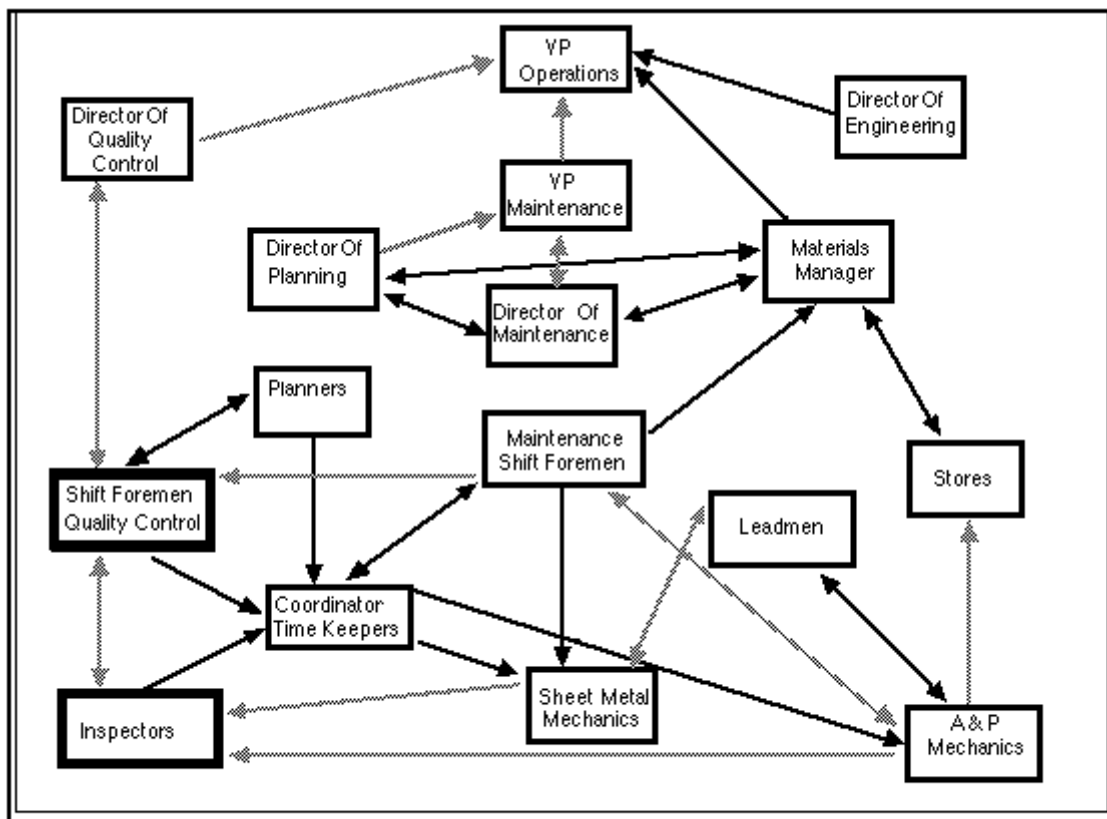 VP
Operations
Director Of
Engineering
Director Of
Quality
Control
VP
Maintenance
Director Of
Planning
Materials
Manager
Director Of
Of Maintenance
Planners
Maintenance
Shift Foremen
Stores
Shift Foremen
Quality Control
Leadmen
Coordinator
Time Keepers
Sheet Metal
Mechanics
Inspectors
A & P
Mechanics